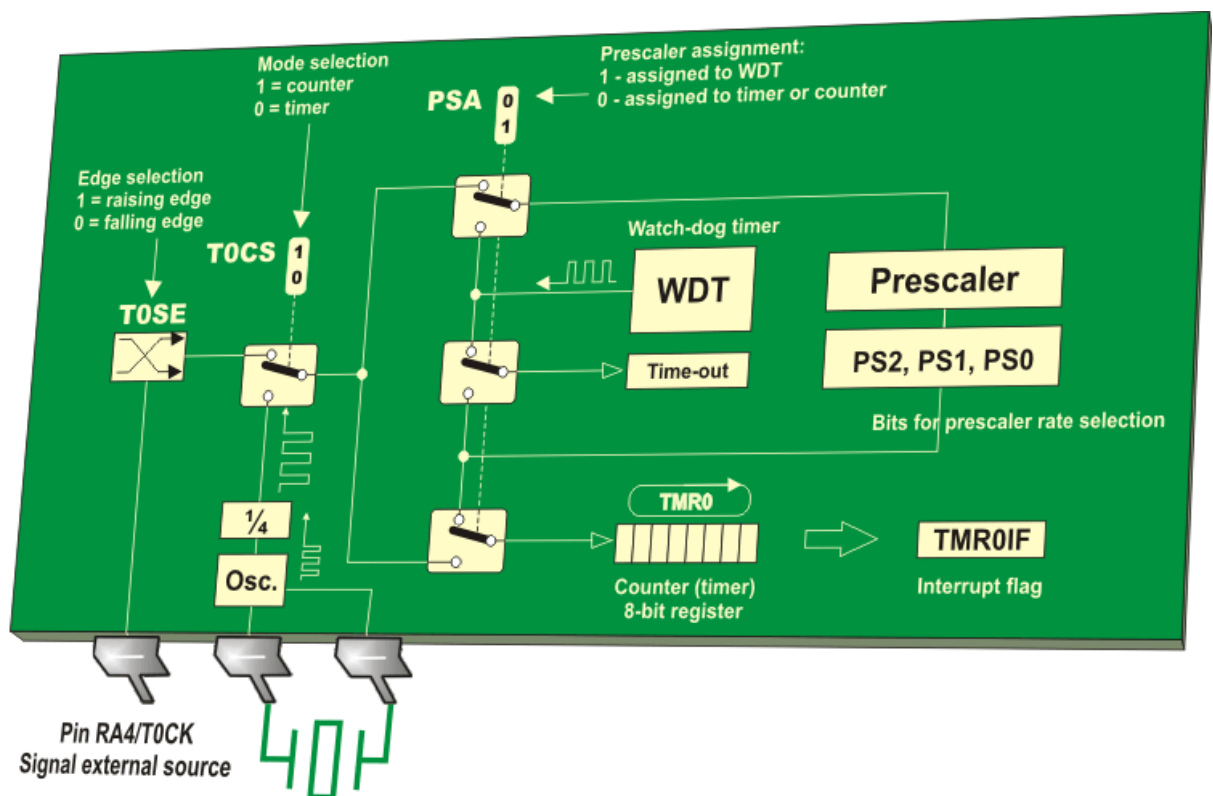 Mode selection
1 = counter
0 = timer
Prescaler assignment:
1 - assigned to WDT
0 - assigned to timer or counter
PSA
0
1
Edge selection
1 = raising edge
0 = falling edge
T0CS
1
0
T0SE
Watch-dog timer
WDT
Prescaler
Time-out
PS2, PS1, PS0
Bits for prescaler rate selection
¼
Osc.
TMR0
TMR0IF
Counter (timer)
8-bit register
Interrupt flag
Pin RA4/T0CK
Signal external source